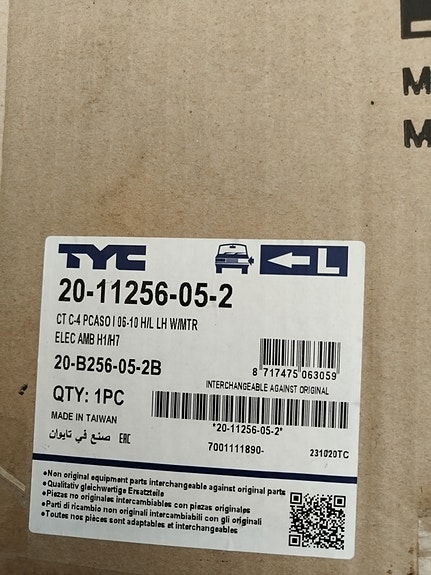 M
M
TYC
L
20-11256-05-2
CT C-4 PCASO I 06-10 H/L LH W/MTR
ELEC AMB H1/H7
20-B256-05-2B
8 717475 063059
QTY: 1PC
INTERCHANGEABLE AGAINST ORIGINAL
MADE IN TAIWAN
*20-11256-05-2*
صنع في تايوان EAC
7001111890-
231020TC
•Non original equipment parts interchangeable against original parts
•Qualitativ gleichwertige Ersatzteile
•Piezas no originales intercambiables con piezas originales
•Parti di ricambio non originali intercambiabili con gli originali
•Toutes nos pièces sont adaptables et interchangeables